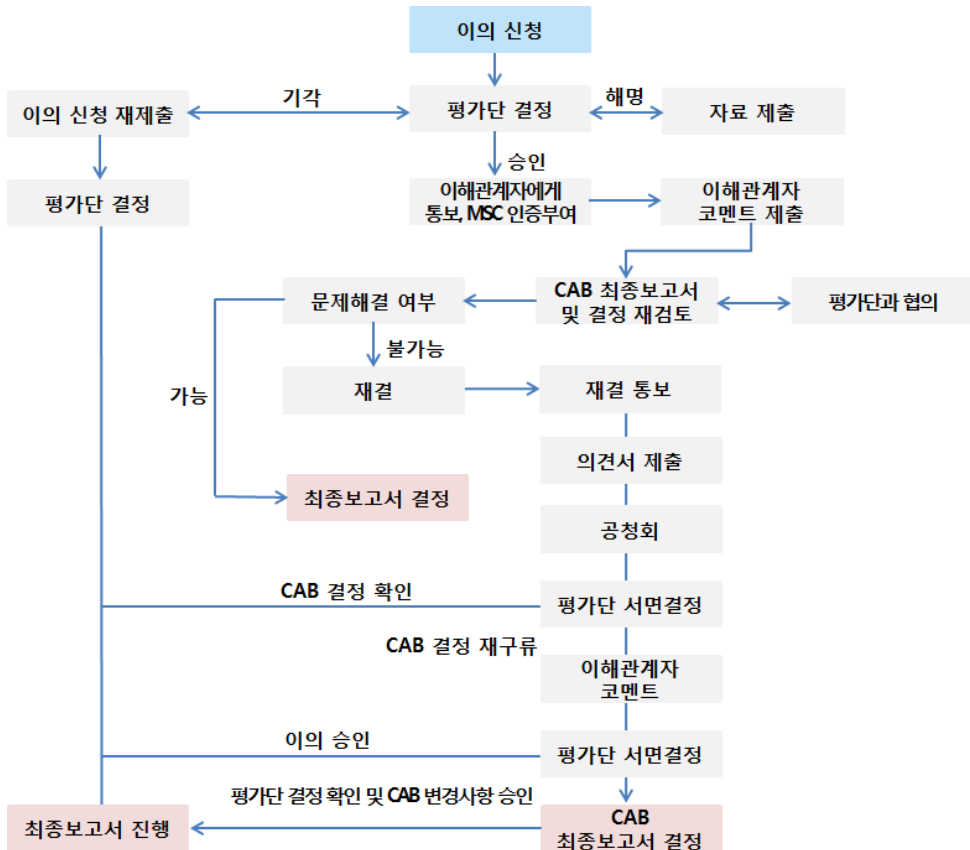 이의 신청
기각
해명
이의 신청 재제출
평가단 결정
자료 제출
승인
평가단 결정
이해관계자에게
통보, MSC 인증부여
이해관계자
코멘트 제출
문제해결 여부
CAB 최종보고서
및 결정 재검토
평가단과 협의
불가능
가능
재결
재결 통보
의견서 제출
최종보고서 결정
공청회
CAB 결정 확인
평가단 서면결정
CAB 결정 재구류
이해관계자
코멘트
이의 승인
평가단 서면결정
평가단 결정 확인 및 CAB 변경사항 승인
최종보고서 진행
CAB
최종보고서 결정